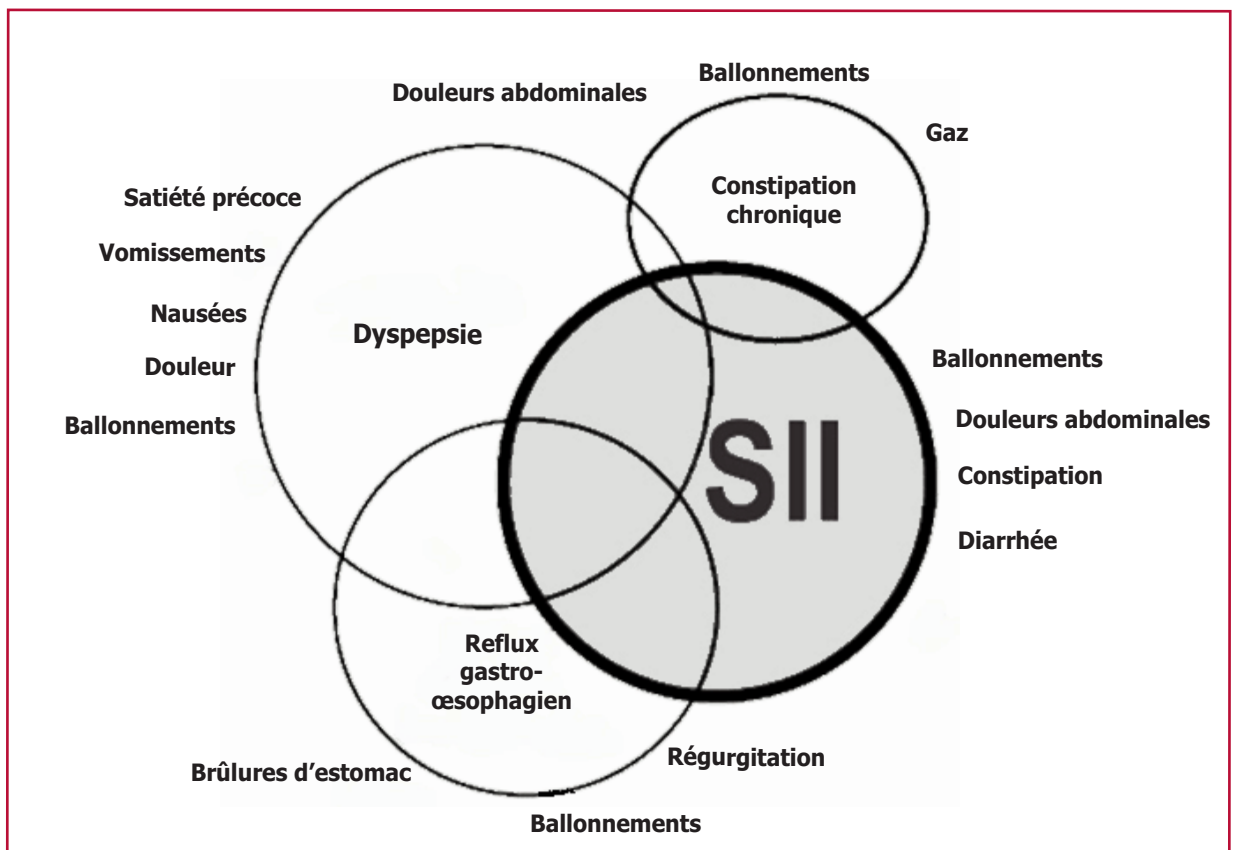 Ballonnements
Douleurs abdominales
Gaz
Constipation
chronique
Satiété précoce
Vomissements
Nausées
Douleur
Ballonnements
Dyspepsie
Ballonnements
Douleurs abdominales
Constipation
Diarrhée
SII
Reflux
gastro-
œsophagien
Brûlures d'estomac
Régurgitation
Ballonnements